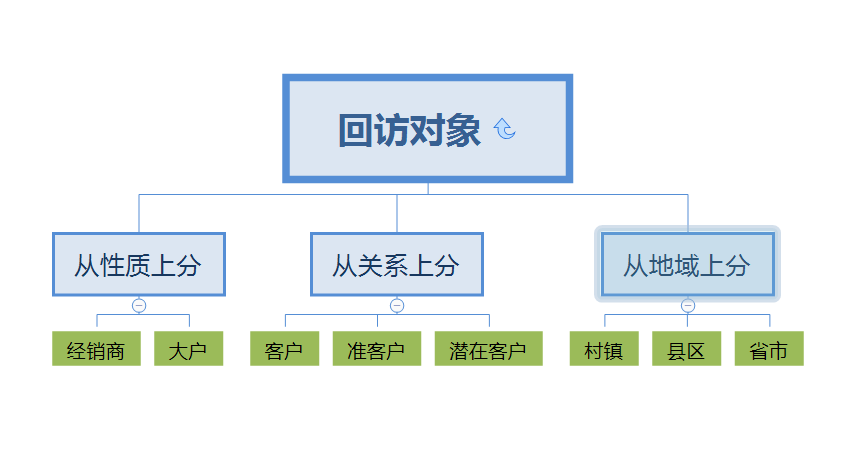 回访对象
从性质上分
从关系上分
从地域上分
经销商
大户
客户
准客户
潜在客户
村镇
县区
省市